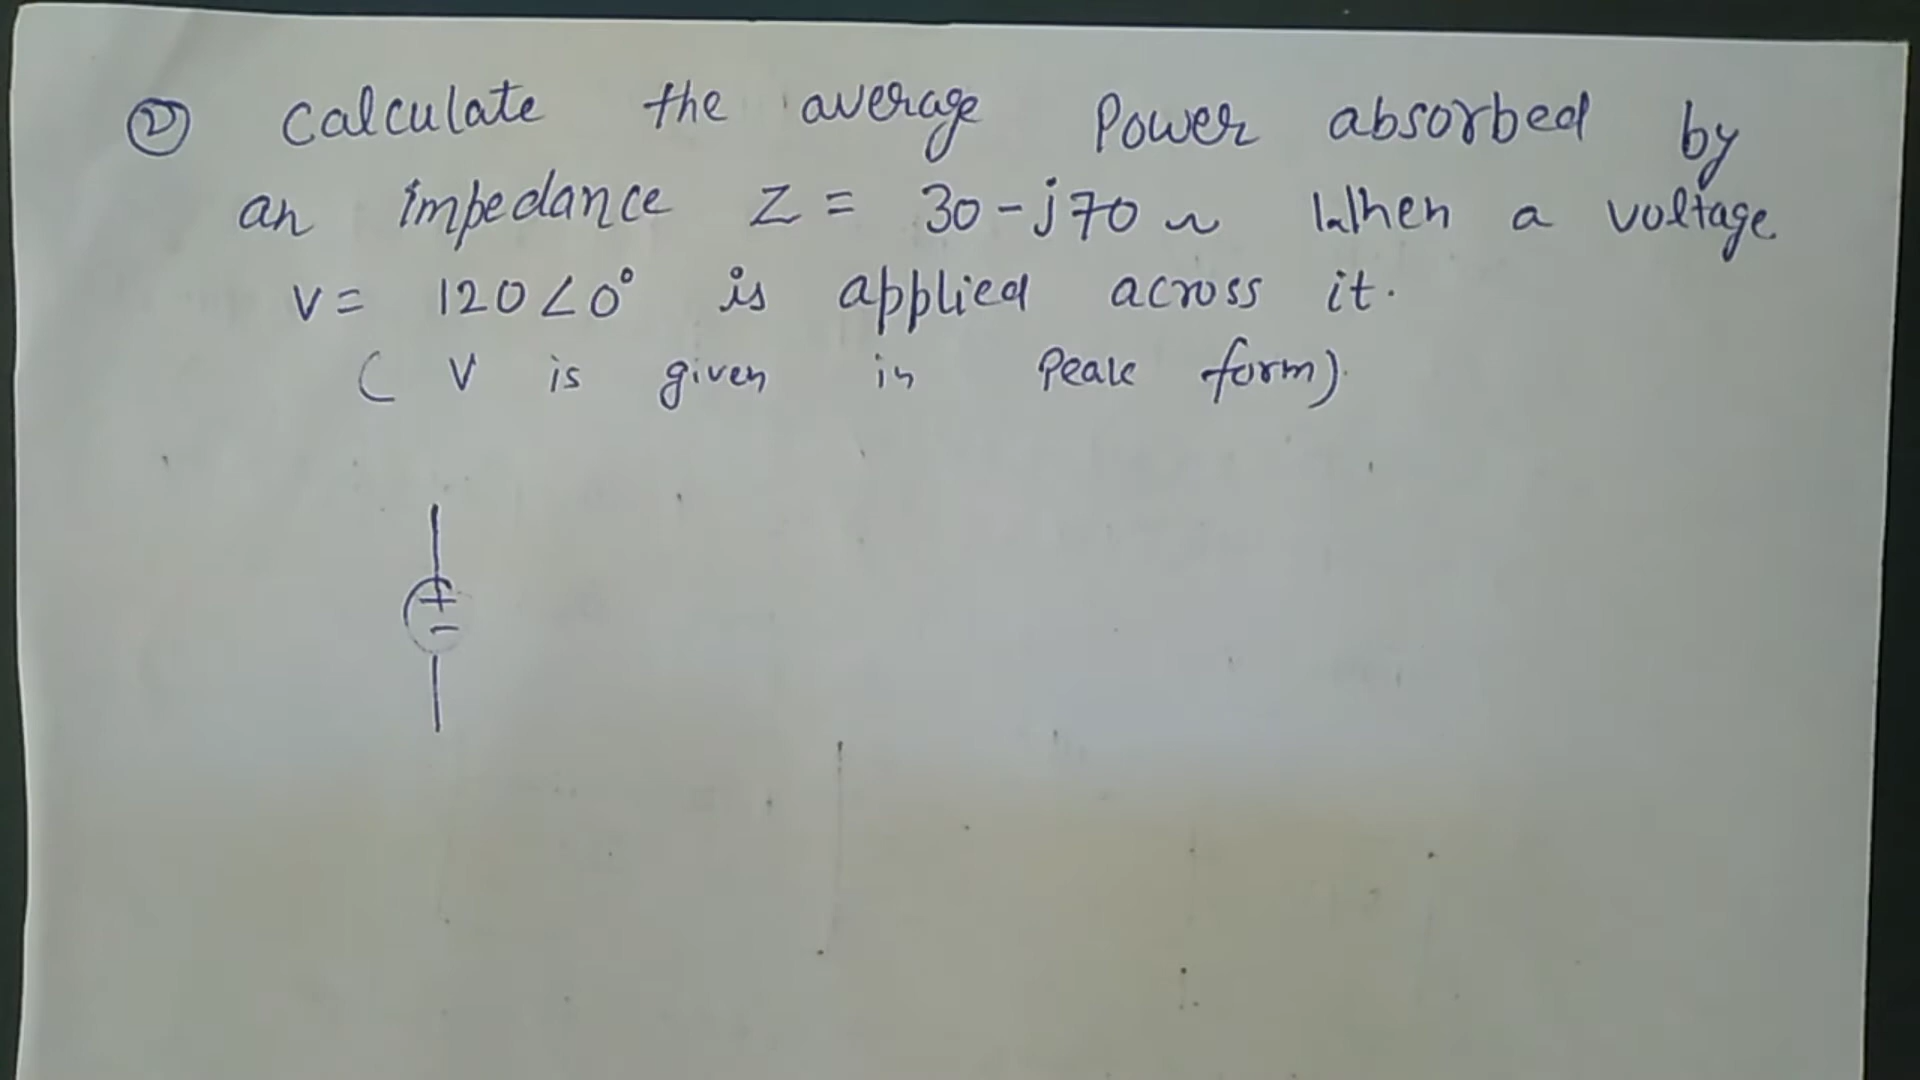 ② Calculate the average Power absorbed by
an impedance Z = 30-j70 ~ When a voltage
V = 120∠0° is applied across it.
( V is given in Peak form).
+
-